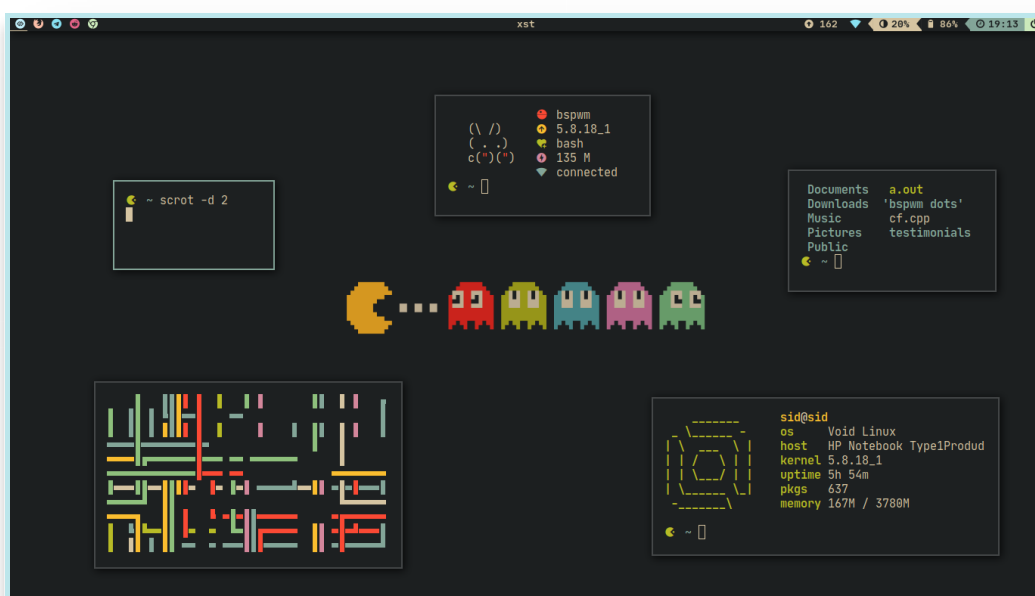 xst
162
20%
86%
19:13
(\ /)
( . .)
c(")(")
bspwm
5.8.18_1
bash
135 M
connected
~
~ scrot -d 2
Documents a.out
Downloads 'bspwm dots'
Music cf.cpp
Pictures testimonials
Public
~
sid@sid
os Void Linux
host HP Notebook Type1Produd
kernel 5.8.18_1
uptime 5h 54m
pkgs 637
memory 167M / 3780M
~